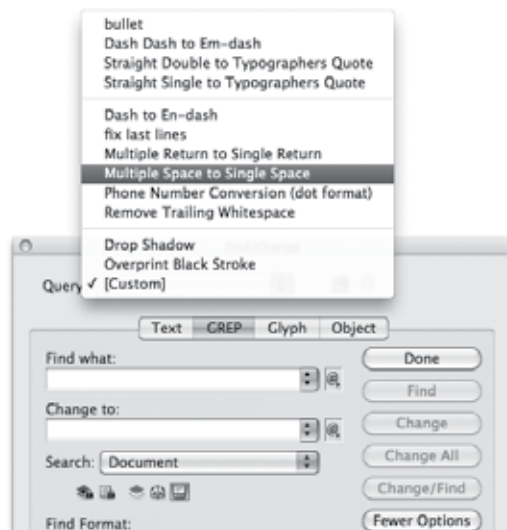 bullet
Dash Dash to Em-dash
Straight Double to Typographers Quote
Straight Single to Typographers Quote
Dash to En-dash
fix last lines
Multiple Return to Single Return
Multiple Space to Single Space
Phone Number Conversion (dot format)
Remove Trailing Whitespace
Drop Shadow
Overprint Black Stroke
Query ✓ [Custom]
Text GREP Glyph Object
Find what:
Done
Find
Change to:
Change
Search: Document
Change All
Change/Find
Find Format:
Fewer Options